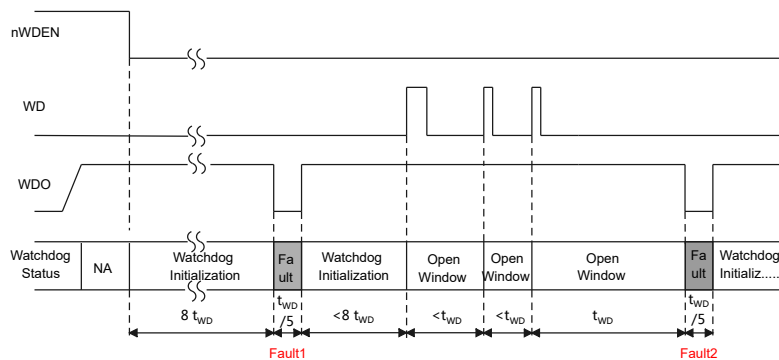 nWDEN
WD
WDO
Watchdog
Status
NA
Watchdog
Initialization
Fa
ult
Watchdog
Initialization
Open
Window
Open
Window
Open
Window
Fa
ult
Watchdog
Initializ.....
8 tWD
tWD
/5
<8 tWD
<tWD
<tWD
tWD
tWD
/5
Fault1
Fault2